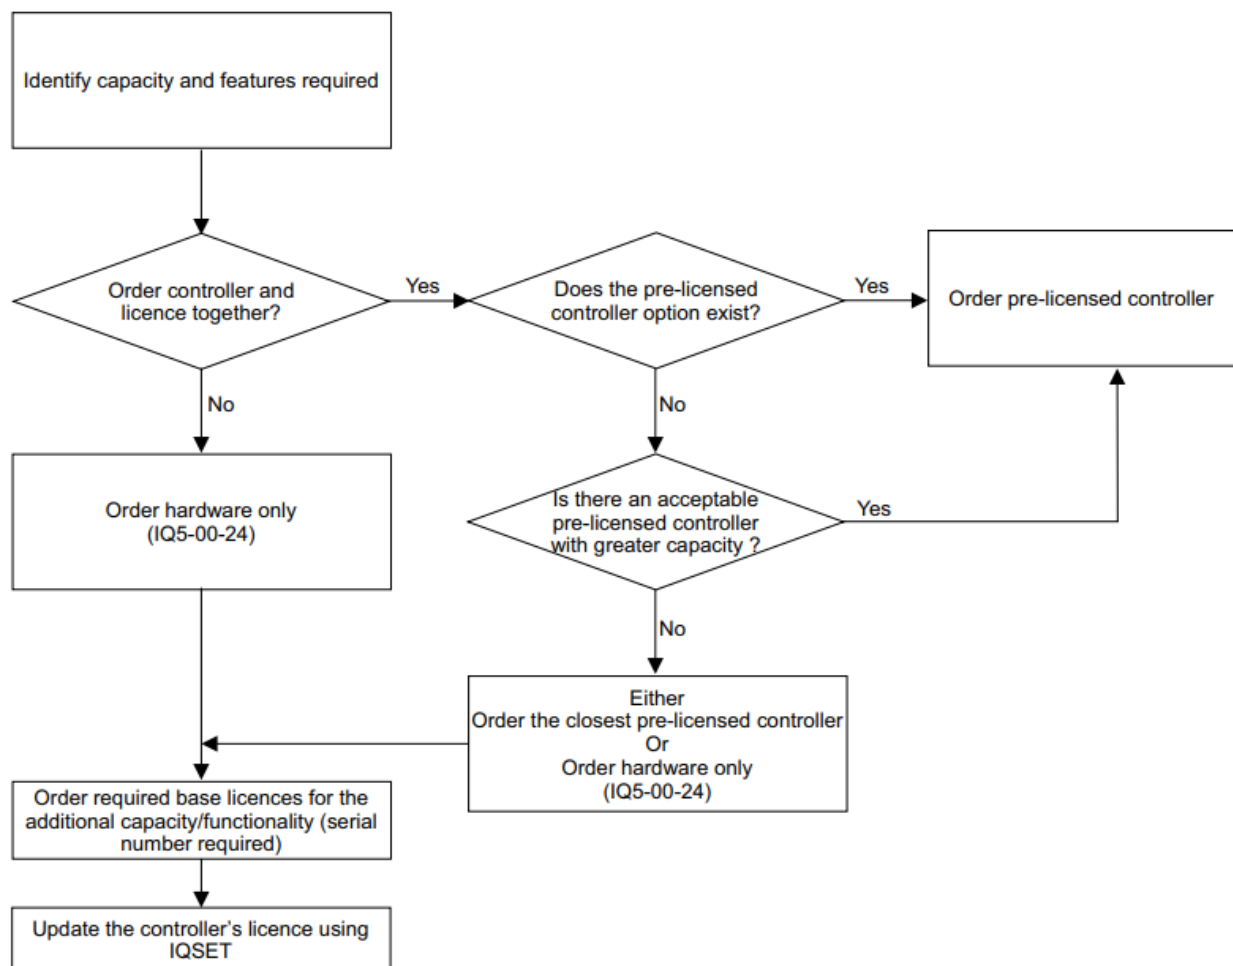 Identify capacity and features required
Order controller and
licence together?
Yes
Does the pre-licensed
controller option exist?
Yes
Order pre-licensed controller
No
No
Order hardware only
(IQ5-00-24)
Is there an acceptable
pre-licensed controller
with greater capacity ?
Yes
No
Either
Order the closest pre-licensed controller
Or
Order hardware only
(IQ5-00-24)
Order required base licences for the
additional capacity/functionality (serial
number required)
Update the controller’s licence using
IQSET